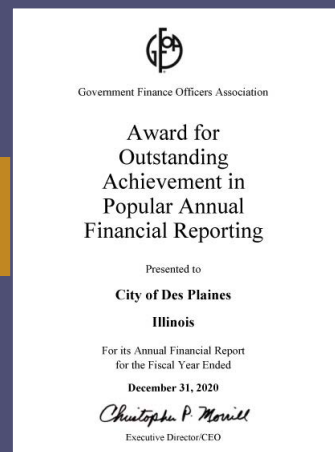 GFOA
Government Finance Officers Association
Award for
Outstanding
Achievement in
Popular Annual
Financial Reporting
Presented to
City of Des Plaines
Illinois
For its Annual Financial Report
for the Fiscal Year Ended
December 31, 2020
Christopher P. Morrill
Executive Director/CEO